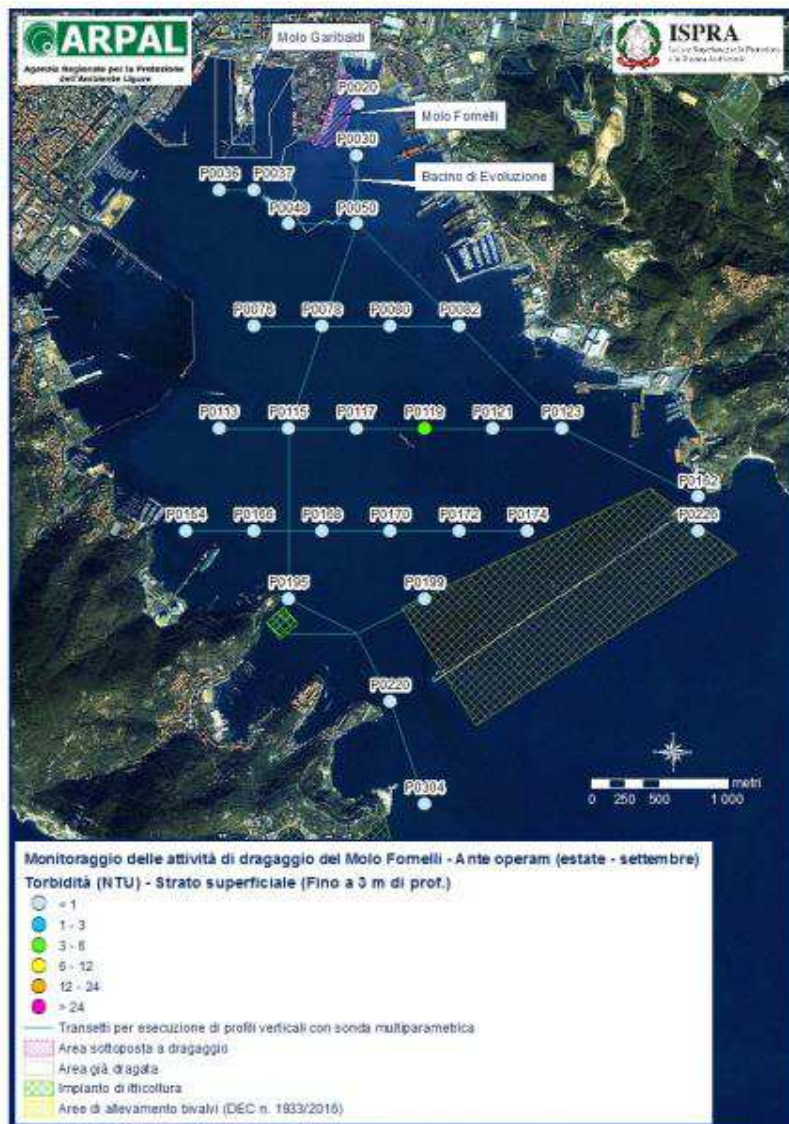 ARPAL
Agenzia Regionale per la Protezione
dell'Ambiente Ligure
Molo Garibaldi
ISPRA
P0020
Molo Fornelli
P0030
Bacino di Evoluzione
P0036
P0037
P0048
P0050
P0076
P0078
P0080
P0082
P0113
P0115
P0117
P0119
P0121
P0123
P0162
P0164
P0166
P0168
P0170
P0172
P0174
P0226
P0195
P0199
P0220
P0304
metri
0 250 500 1 000
Monitoraggio delle attività di dragaggio del Molo Fornelli - Ante operam (estate - settembre)
Torbidità (NTU) - Strato superficiale (Fino a 3 m di prof.)
< 1
1 - 3
3 - 6
6 - 12
12 - 24
> 24
Transetti per esecuzione di profili verticali con sonda multiparametrica
Area sottoposta a dragaggio
Area già dragata
Impianto di itticoltura
Aree di allevamento bivalvi (DEC n. 1933/2016)